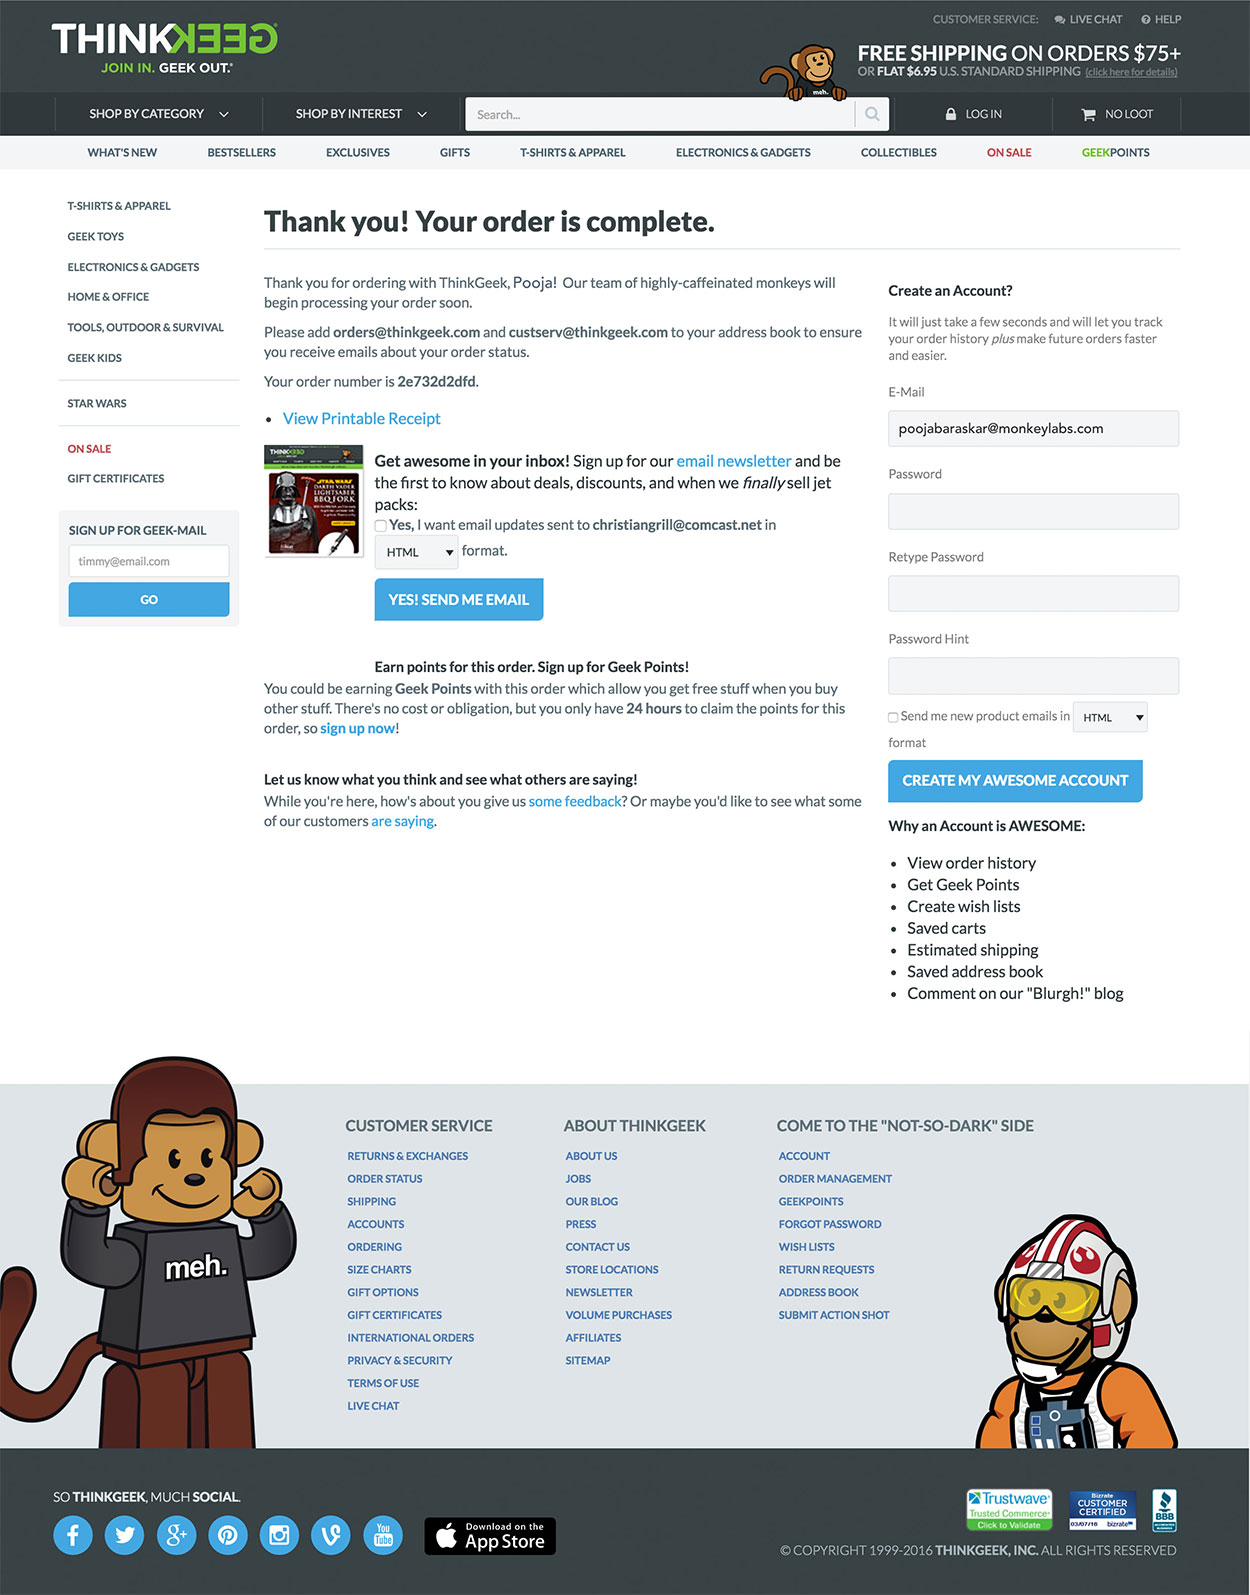 CUSTOMER SERVICE: LIVE CHAT HELP
THINKGEEK
JOIN IN. GEEK OUT.
FREE SHIPPING ON ORDERS $75+
OR FLAT $6.95 U.S. STANDARD SHIPPING (click here for details)
meh.
SHOP BY CATEGORY SHOP BY INTEREST Search... LOG IN NO LOOT
WHAT'S NEW BESTSELLERS EXCLUSIVES GIFTS T-SHIRTS & APPAREL ELECTRONICS & GADGETS COLLECTIBLES ON SALE GEEKPOINTS
T-SHIRTS & APPAREL
GEEK TOYS
ELECTRONICS & GADGETS
HOME & OFFICE
TOOLS, OUTDOOR & SURVIVAL
GEEK KIDS
STAR WARS
ON SALE
GIFT CERTIFICATES
SIGN UP FOR GEEK-MAIL
timmy@email.com
GO
Thank you! Your order is complete.
Thank you for ordering with ThinkGeek, Pooja! Our team of highly-caffeinated monkeys will
begin processing your order soon.
Please add orders@thinkgeek.com and custserv@thinkgeek.com to your address book to ensure
you receive emails about your order status.
Your order number is 2e732d2dfd.
• View Printable Receipt
THINKGEEK
STAR WARS
DARTH VADER
LIGHTSABER
BBQ FORK
Get awesome in your inbox! Sign up for our email newsletter and be
the first to know about deals, discounts, and when we finally sell jet
packs:
Yes, I want email updates sent to christiangrill@comcast.net in
HTML format.
YES! SEND ME EMAIL
Earn points for this order. Sign up for Geek Points!
You could be earning Geek Points with this order which allow you get free stuff when you buy
other stuff. There's no cost or obligation, but you only have 24 hours to claim the points for this
order, so sign up now!
Let us know what you think and see what others are saying!
While you're here, how's about you give us some feedback? Or maybe you'd like to see what some
of our customers are saying.
Create an Account?
It will just take a few seconds and will let you track
your order history plus make future orders faster
and easier.
E-Mail
poojabaraskar@monkeylabs.com
Password
Retype Password
Password Hint
Send me new product emails in HTML
format
CREATE MY AWESOME ACCOUNT
Why an Account is AWESOME:
• View order history
• Get Geek Points
• Create wish lists
• Saved carts
• Estimated shipping
• Saved address book
• Comment on our "Blurgh!" blog
meh.
CUSTOMER SERVICE
RETURNS & EXCHANGES
ORDER STATUS
SHIPPING
ACCOUNTS
ORDERING
SIZE CHARTS
GIFT OPTIONS
GIFT CERTIFICATES
INTERNATIONAL ORDERS
PRIVACY & SECURITY
TERMS OF USE
LIVE CHAT
ABOUT THINKGEEK
ABOUT US
JOBS
OUR BLOG
PRESS
CONTACT US
STORE LOCATIONS
NEWSLETTER
VOLUME PURCHASES
AFFILIATES
SITEMAP
COME TO THE "NOT-SO-DARK" SIDE
ACCOUNT
ORDER MANAGEMENT
GEEKPOINTS
FORGOT PASSWORD
WISH LISTS
RETURN REQUESTS
ADDRESS BOOK
SUBMIT ACTION SHOT
SO THINKGEEK, MUCH SOCIAL.
You
Tube
Download on the
App Store
Trustwave
Trusted Commerce
Click to Validate
Bizrate
CUSTOMER
CERTIFIED
03/07/16 bizrate
BBB
© COPYRIGHT 1999-2016 THINKGEEK, INC. ALL RIGHTS RESERVED